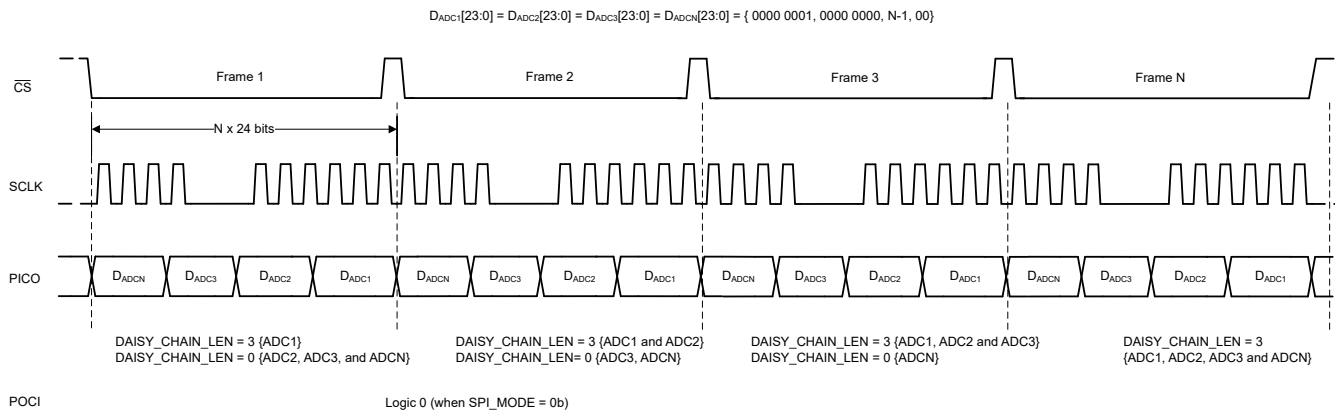 DADC1[23:0] = DADC2[23:0] = DADC3[23:0] = DADCN[23:0] = { 0000 0001, 0000 0000, N-1, 00}
CS
Frame 1
Frame 2
Frame 3
Frame N
N x 24 bits
SCLK
PICO
DADCN
DADC3
DADC2
DADC1
DADCN
DADC3
DADC2
DADC1
DADCN
DADC3
DADC2
DADC1
DADCN
DADC3
DADC2
DADC1
DAISY_CHAIN_LEN = 3 {ADC1}
DAISY_CHAIN_LEN = 0 {ADC2, ADC3, and ADCN}
DAISY_CHAIN_LEN = 3 {ADC1 and ADC2}
DAISY_CHAIN_LEN= 0 {ADC3, ADCN}
DAISY_CHAIN_LEN = 3 {ADC1, ADC2 and ADC3}
DAISY_CHAIN_LEN = 0 {ADCN}
DAISY_CHAIN_LEN = 3
{ADC1, ADC2, ADC3 and ADCN}
POCI
Logic 0 (when SPI_MODE = 0b)